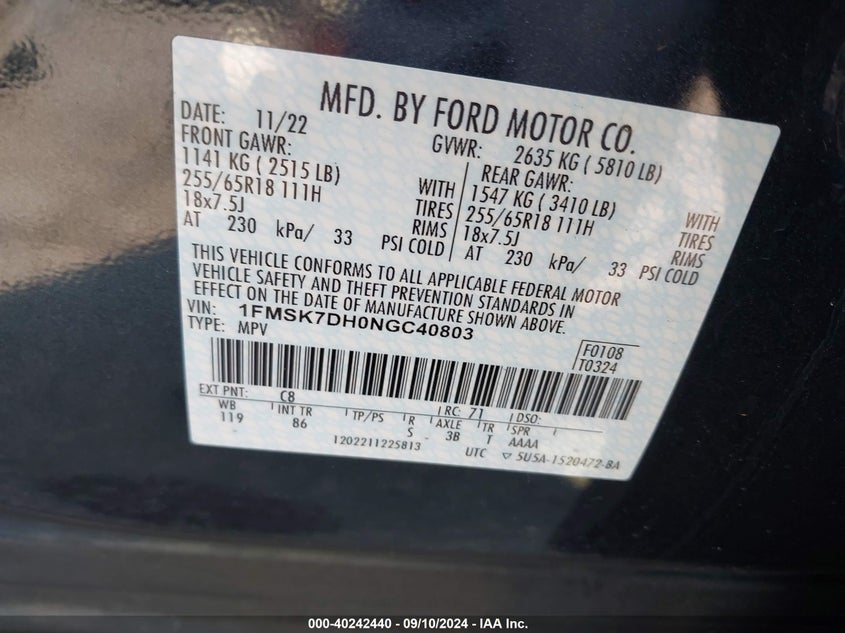 MFD. BY FORD MOTOR CO.
DATE: 11/22 GVWR: 2635 KG ( 5810 LB)
FRONT GAWR: REAR GAWR:
1141 KG ( 2515 LB) WITH 1547 KG ( 3410 LB) WITH
255/65R18 111H TIRES 255/65R18 111H TIRES
18x7.5J RIMS 18x7.5J RIMS
AT 230 kPa/ 33 PSI COLD AT 230 kPa/ 33 PSI COLD
THIS VEHICLE CONFORMS TO ALL APPLICABLE FEDERAL MOTOR
VEHICLE SAFETY AND THEFT PREVENTION STANDARDS IN
EFFECT ON THE DATE OF MANUFACTURE SHOWN ABOVE.
VIN: 1FMSK7DH0NGC40803
TYPE: MPV
F0108
T0324
EXT PNT: C8 RC: 71 DSO:
WB INT TR TP/PS R AXLE TR SPR
119 86 S 3B T AAAA
1202211225813 UTC ▽ 5U5A-1520472-BA
000-40242440 - 09/10/2024 - IAA Inc.